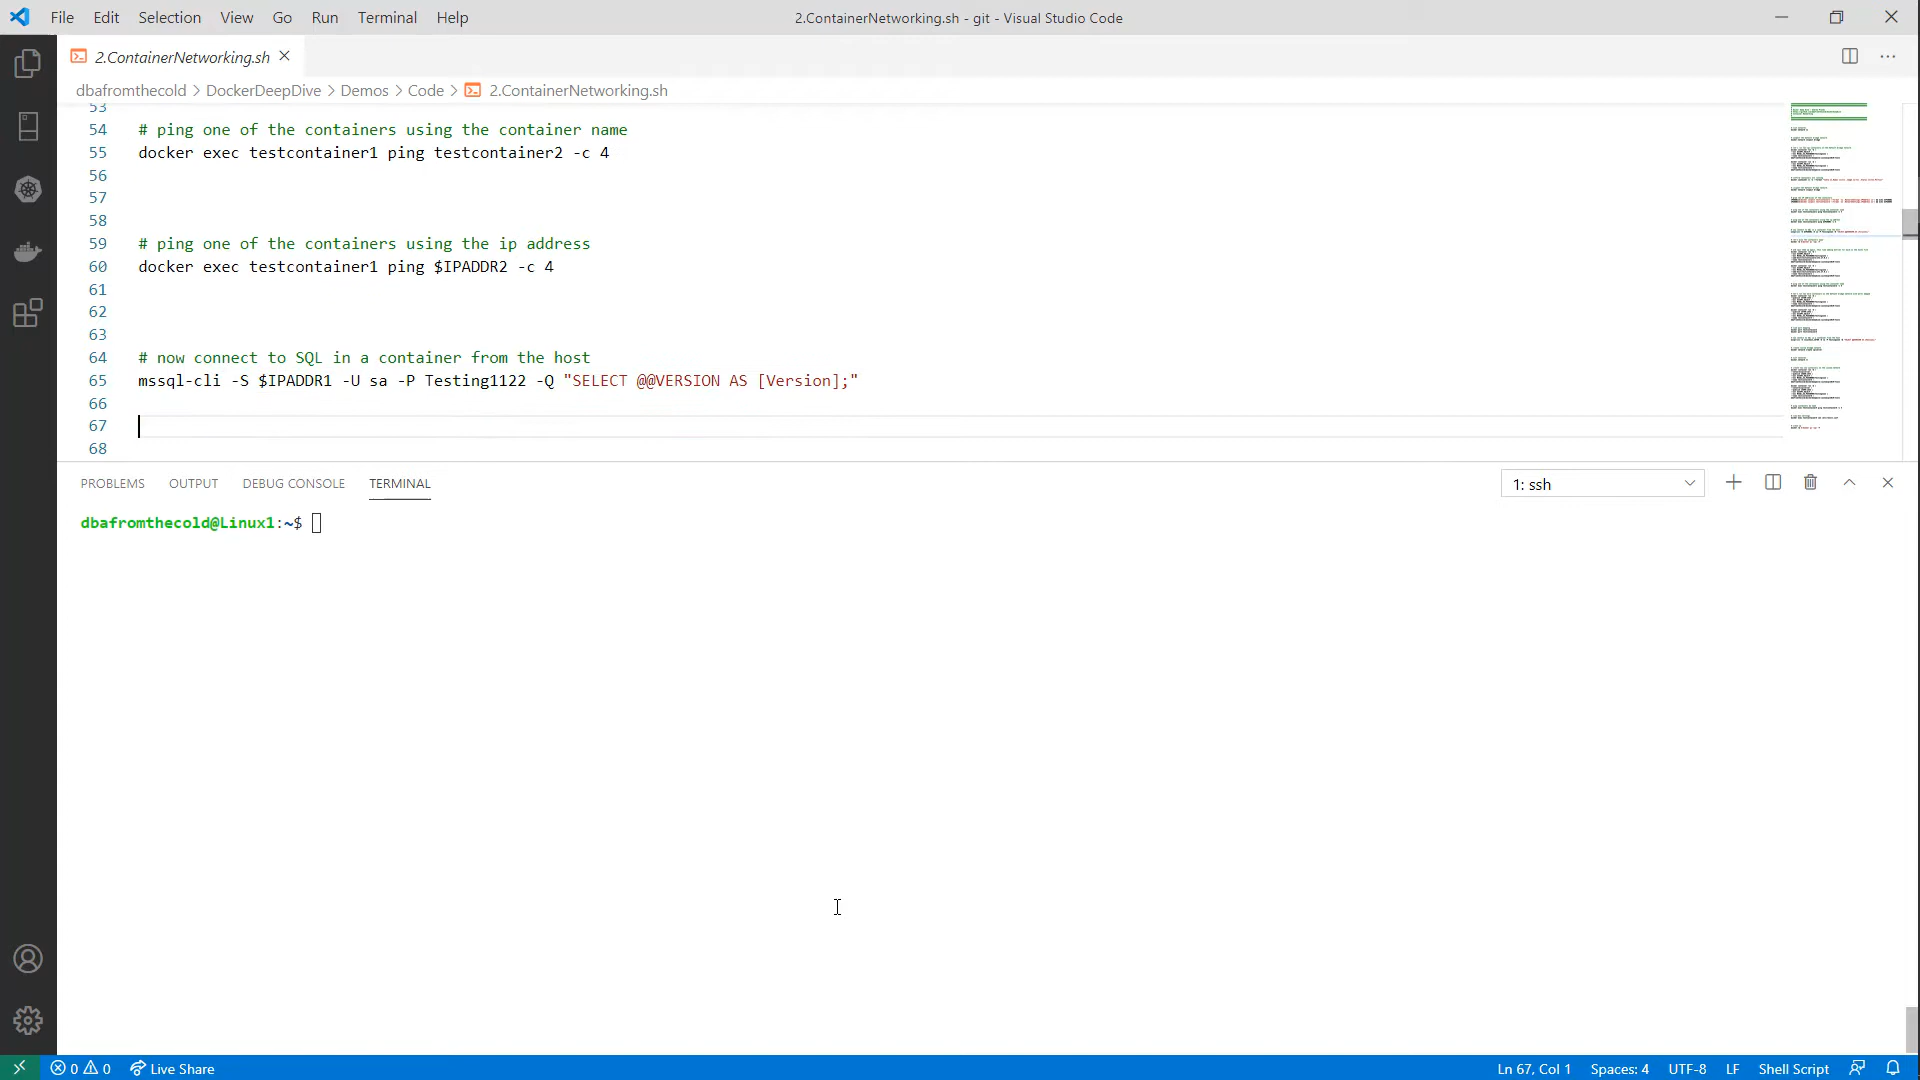 File Edit Selection View Go Run Terminal Help
2.ContainerNetworking.sh - git - Visual Studio Code
2.ContainerNetworking.sh
dbafromthecold > DockerDeepDive > Demos > Code > 2.ContainerNetworking.sh
53
54 # ping one of the containers using the container name
55 docker exec testcontainer1 ping testcontainer2 -c 4
56
57
58
59 # ping one of the containers using the ip address
60 docker exec testcontainer1 ping $IPADDR2 -c 4
61
62
63
64 # now connect to SQL in a container from the host
65 mssql-cli -S $IPADDR1 -U sa -P Testing1122 -Q "SELECT @@VERSION AS [Version];"
66
67
68
PROBLEMS OUTPUT DEBUG CONSOLE TERMINAL
1: ssh
dbafromthecold@Linux1:~$
0 0 Live Share
Ln 67, Col 1 Spaces: 4 UTF-8 LF Shell Script